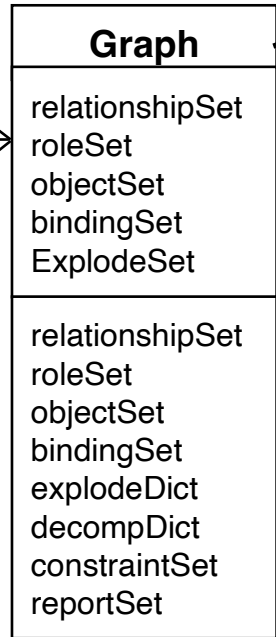 Graph
relationshipSet
roleSet
objectSet
bindingSet
ExplodeSet
relationshipSet
roleSet
objectSet
bindingSet
explodeDict
decompDict
constraintSet
reportSet